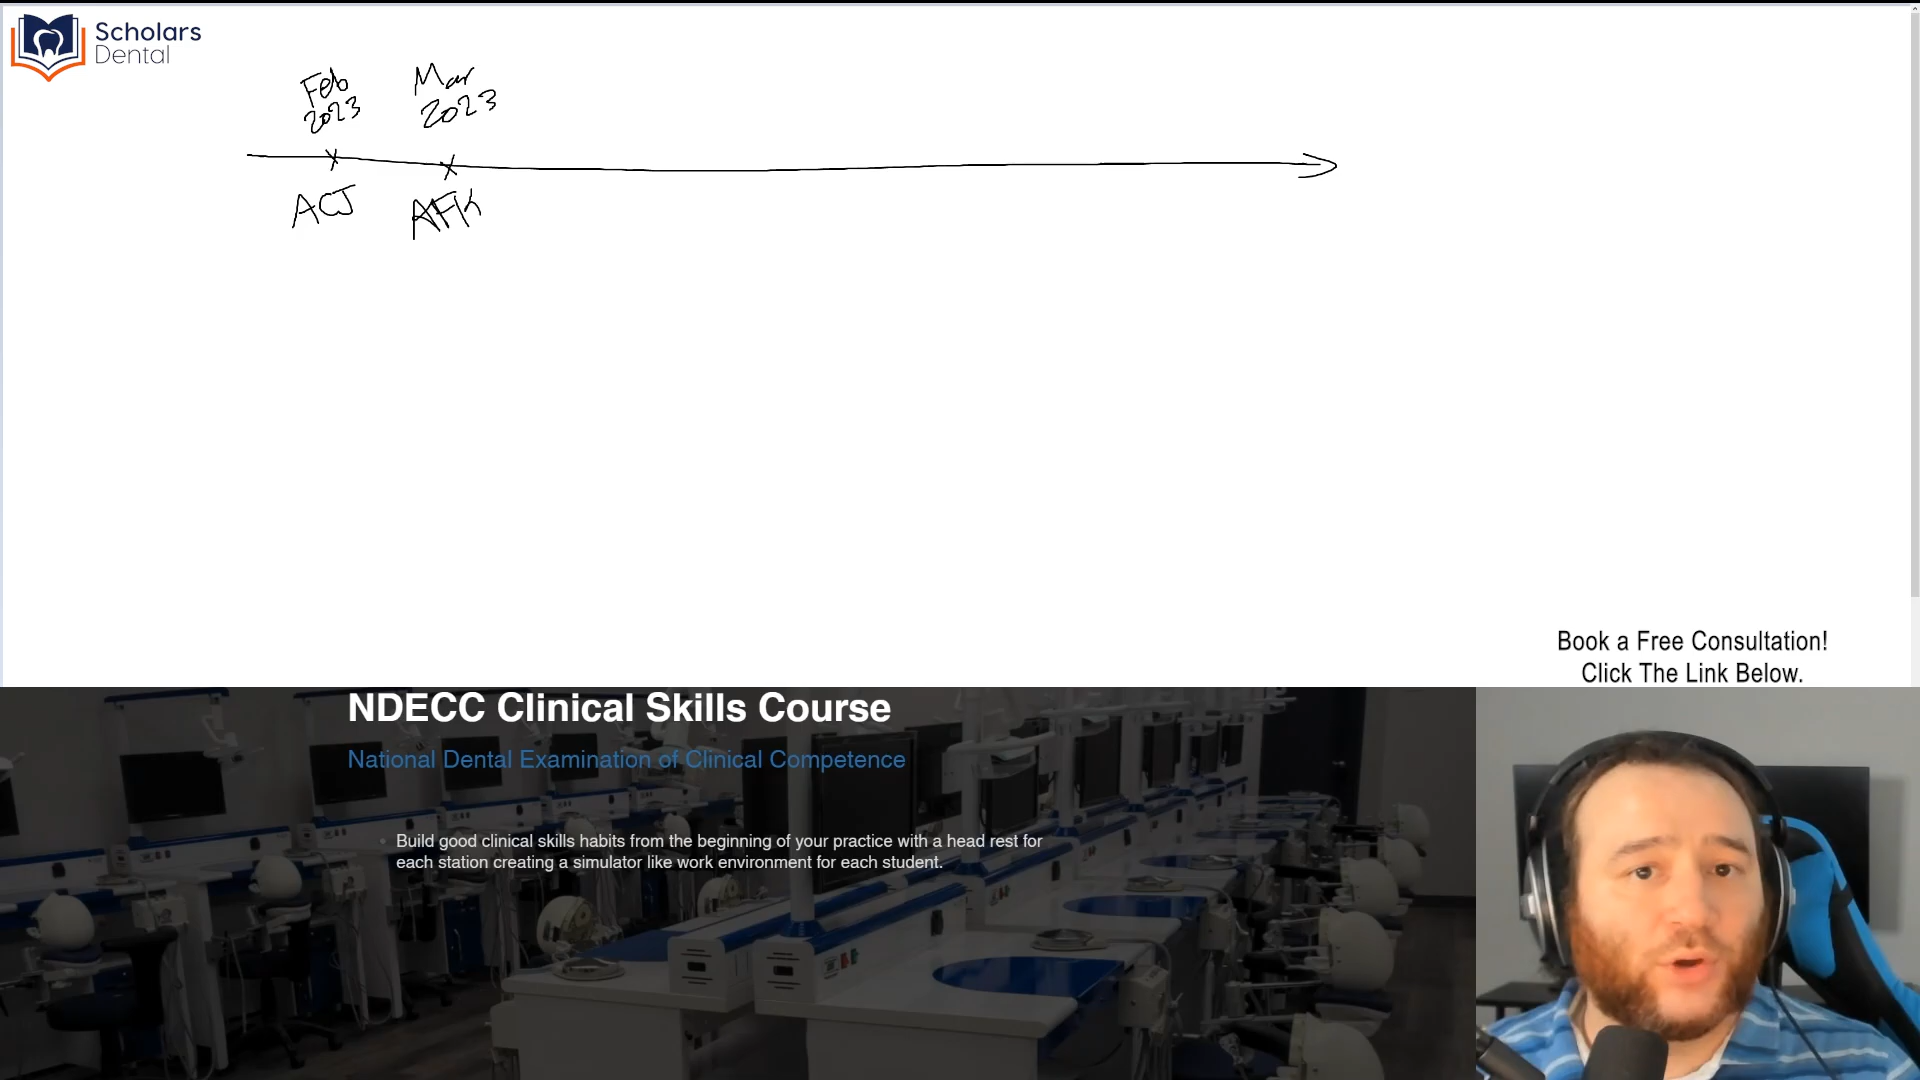 Scholars
Dental
Feb
2023
Mar
2023
ACJ
AFK
Book a Free Consultation!
Click The Link Below.
NDECC Clinical Skills Course
National Dental Examination of Clinical Competence
Build good clinical skills habits from the beginning of your practice with a head rest for
each station creating a simulator like work environment for each student.